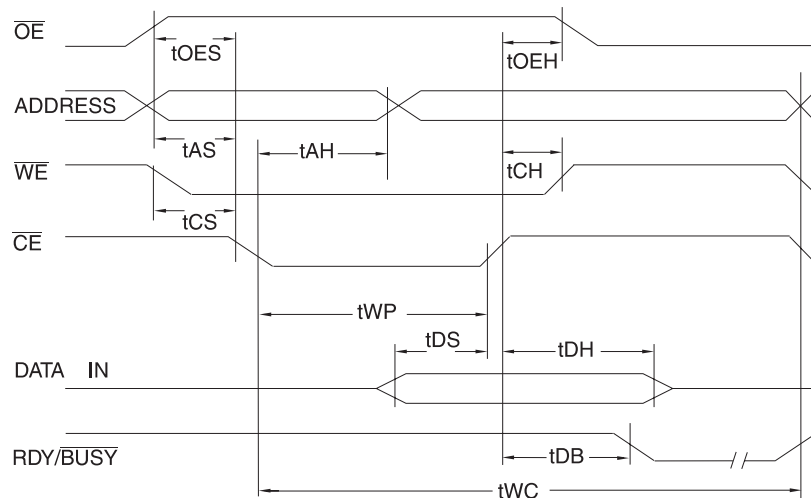 OE
tOES
tOEH
ADDRESS
tAS
tAH
tCH
WE
tCS
CE
tWP
tDS
tDH
DATA IN
RDY/BUSY
tDB
tWC